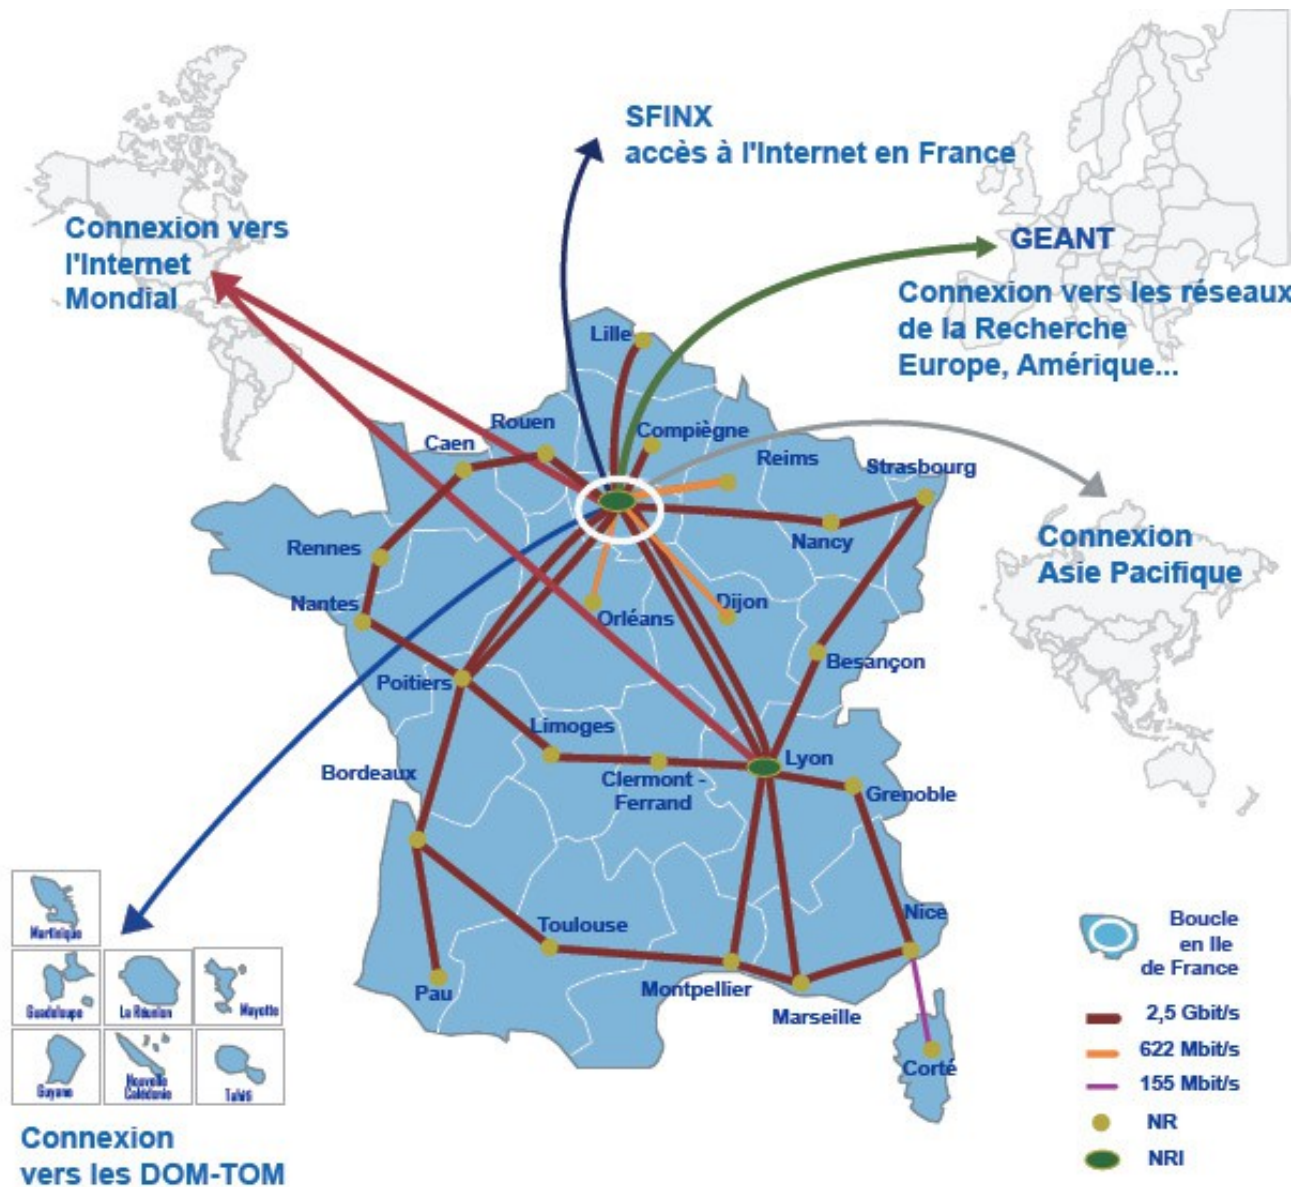 SFINX
accès à l'Internet en France
Connexion vers
l'Internet
Mondial
GEANT
Connexion vers les réseaux
de la Recherche
Europe, Amérique...
Lille
Rouen
Compiègne
Caen
Reims
Strasbourg
Connexion
Asie Pacifique
Nancy
Rennes
Nantes
Orléans
Dijon
Besançon
Poitiers
Limoges
Lyon
Bordeaux
Clermont -
Ferrand
Grenoble
Toulouse
Nice
Pau
Montpellier
Marseille
Corté
Martinique
Guadeloupe
La Réunion
Mayotte
Guyane
Nouvelle
Calédonie
Tahiti
Connexion
vers les DOM-TOM
Boucle
en Ile
de France
2,5 Gbit/s
622 Mbit/s
155 Mbit/s
NR
NRI